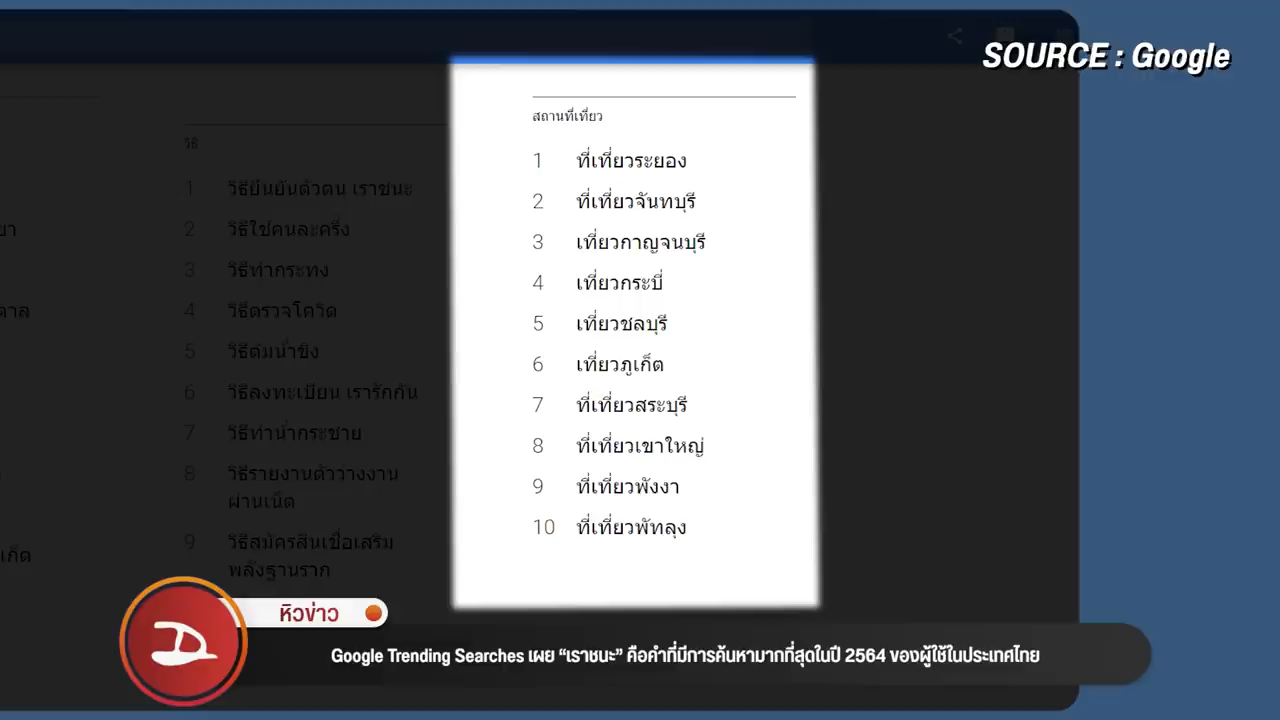 SOURCE : Google
วิธี
1 วิธียืนยันตัวตน เราชนะ
2 วิธีใช้คนละครึ่ง
3 วิธีทำกระทง
4 วิธีตรวจโควิด
5 วิธีต้มน้ำขิง
6 วิธีลงทะเบียน เรารักกัน
7 วิธีทำน้ำกระชาย
8 วิธีรายงานตัวว่างงาน
ผ่านเน็ต
9 วิธีสมัครสินเชื่อเสริม
พลังฐานราก
สถานที่เที่ยว
1 ที่เที่ยวระยอง
2 ที่เที่ยวจันทบุรี
3 เที่ยวกาญจนบุรี
4 เที่ยวกระบี่
5 เที่ยวชลบุรี
6 เที่ยวภูเก็ต
7 ที่เที่ยวสระบุรี
8 ที่เที่ยวเขาใหญ่
9 ที่เที่ยวพังงา
10 ที่เที่ยวพัทลุง
หิวข่าว
Google Trending Searches เผย “เราชนะ” คือคำที่มีการค้นหามากที่สุดในปี 2564 ของผู้ใช้ในประเทศไทย